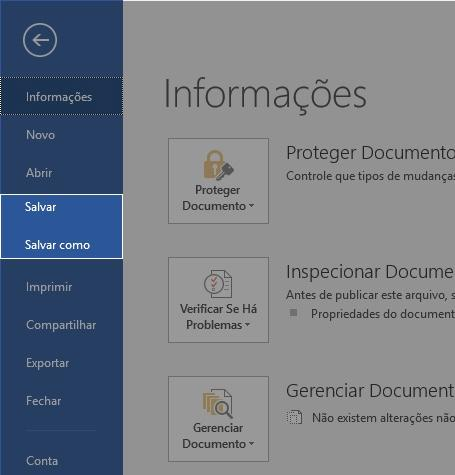 Informações
Novo
Abrir
Salvar
Salvar como
Imprimir
Compartilhar
Exportar
Fechar
Conta
Informações
Proteger
Documento
Proteger Documento
Controle que tipos de mudanças
Verificar Se Há
Problemas
Inspecionar Docume
Antes de publicar este arquivo, s
Propriedades do document
Gerenciar
Documento
Gerenciar Document
Não existem alterações não